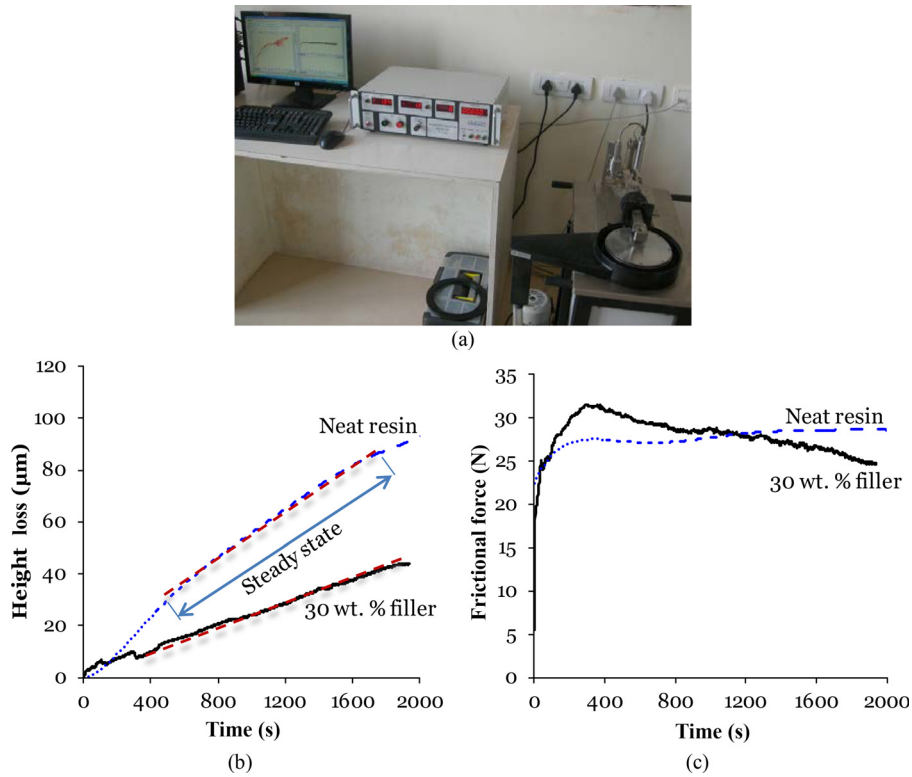 (a)
120
100
80
60
40
20
0
Height loss (µm)
Neat resin
Steady state
30 wt. % filler
0 400 800 1200 1600 2000
Time (s)
(b)
35
30
25
20
15
10
5
0
Frictional force (N)
Neat resin
30 wt. % filler
0 400 800 1200 1600 2000
Time (s)
(c)